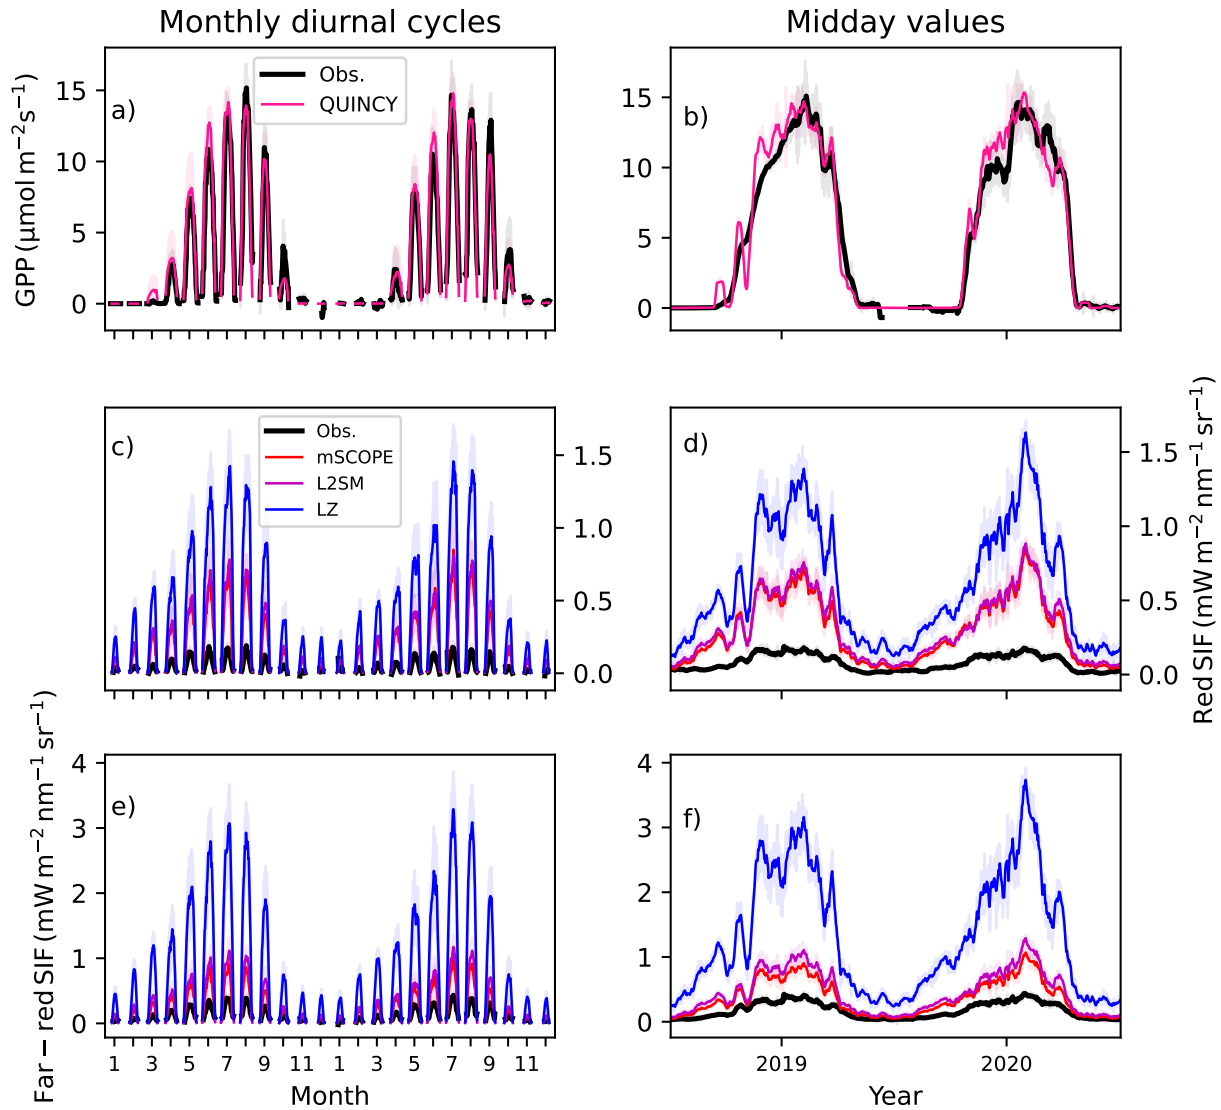 Monthly diurnal cycles
Midday values
GPP (μmol m⁻²s⁻¹)
15
10
5
0
a)
Obs.
QUINCY
15
10
5
0
b)
c)
Obs.
mSCOPE
L2SM
LZ
1.5
1.0
0.5
0.0
d)
1.5
1.0
0.5
0.0
Red SIF (mW m⁻² nm⁻¹ sr⁻¹)
Far − red SIF (mW m⁻² nm⁻¹ sr⁻¹)
4
3
2
1
0
e)
1 3 5 7 9 11 1 3 5 7 9 11
Month
4
3
2
1
0
f)
2019 2020
Year